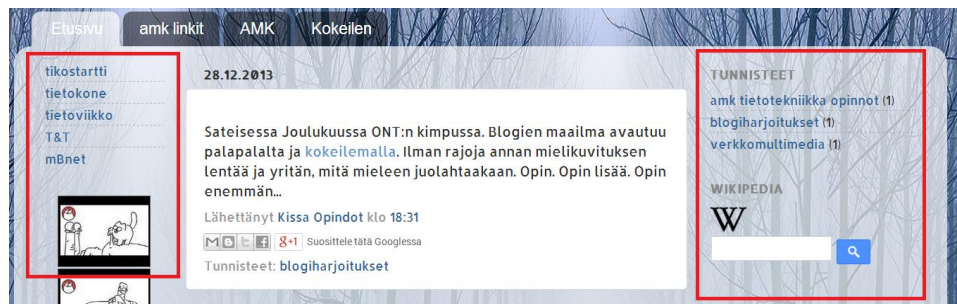 Etusivu amk linkit AMK Kokeilen
tikostartti
tietokone
tietoviikko
T&T
mBnet
28.12.2013
Sateisessa Joulukuussa ONT:n kimpussa. Blogien maailma avautuu
palapalalta ja kokeilemalla. Ilman rajoja annan mielikuvituksen
lentää ja yritän, mitä mieleen juolahtaakaan. Opin. Opin lisää. Opin
enemmän...
Lähettänyt Kissa Opindot klo 18:31
g+1 Suosittele tätä Googlessa
Tunnisteet: blogiharjoitukset
TUNNISTEET
amk tietotekniikka opinnot (1)
blogiharjoitukset (1)
verkkomultimedia (1)
WIKIPEDIA
W